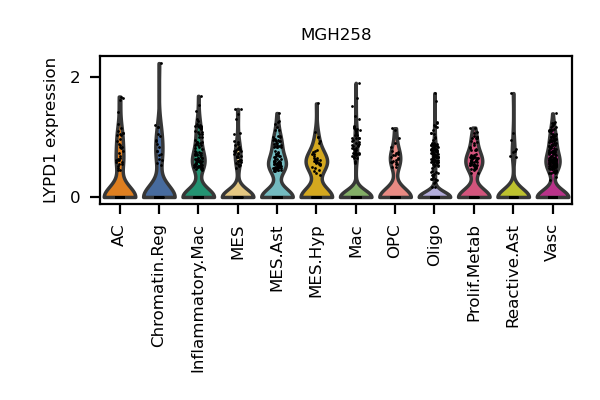 MGH258
LYPD1 expression
2
0
AC
Chromatin.Reg
Inflammatory.Mac
MES
MES.Ast
MES.Hyp
Mac
OPC
Oligo
Prolif.Metab
Reactive.Ast
Vasc